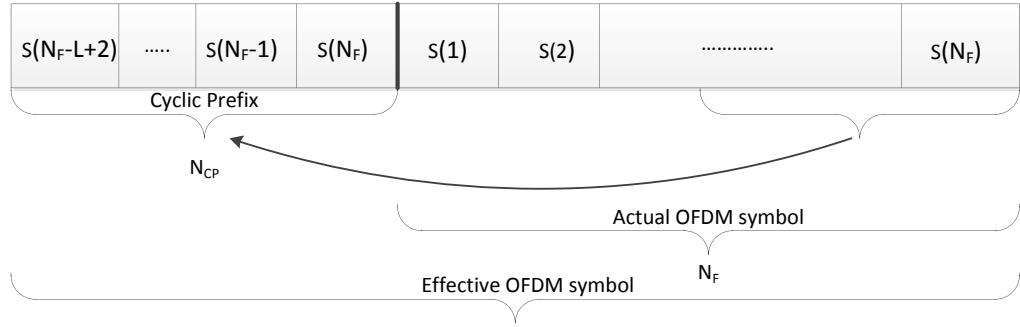 S(N_F-L+2) ..... S(N_F-1) S(N_F) S(1) S(2) .............. S(N_F)
Cyclic Prefix
N_CP
Actual OFDM symbol
N_F
Effective OFDM symbol